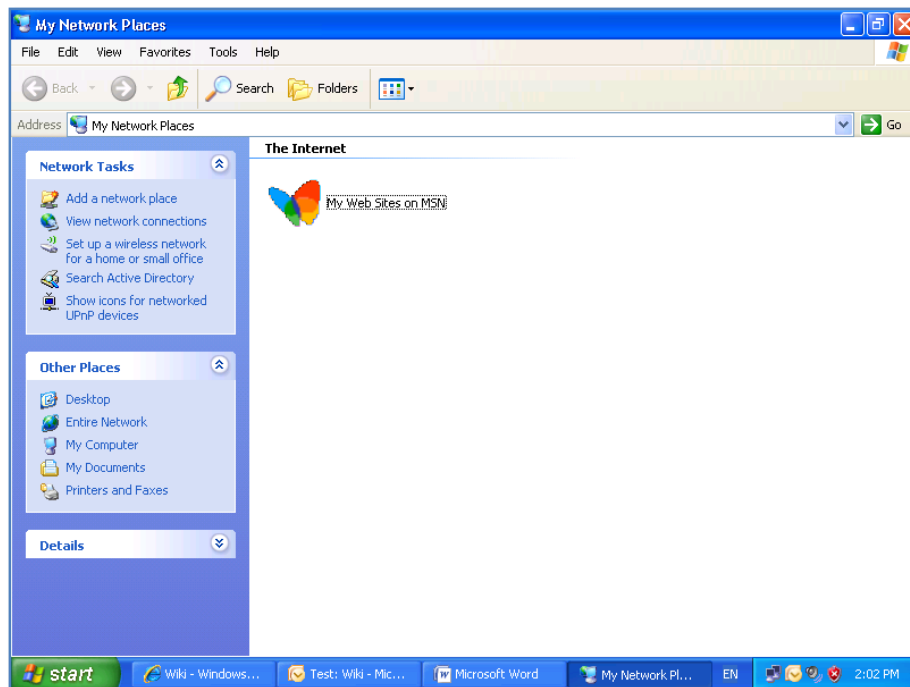 My Network Places
File Edit View Favorites Tools Help
Back Search Folders
Address My Network Places Go
Network Tasks
Add a network place
View network connections
Set up a wireless network
for a home or small office
Search Active Directory
Show icons for networked
UPnP devices
Other Places
Desktop
Entire Network
My Computer
My Documents
Printers and Faxes
Details
The Internet
My Web Sites on MSN
start Wiki - Windows... Test: Wiki - Mic... Microsoft Word My Network Pl... EN 2:02 PM